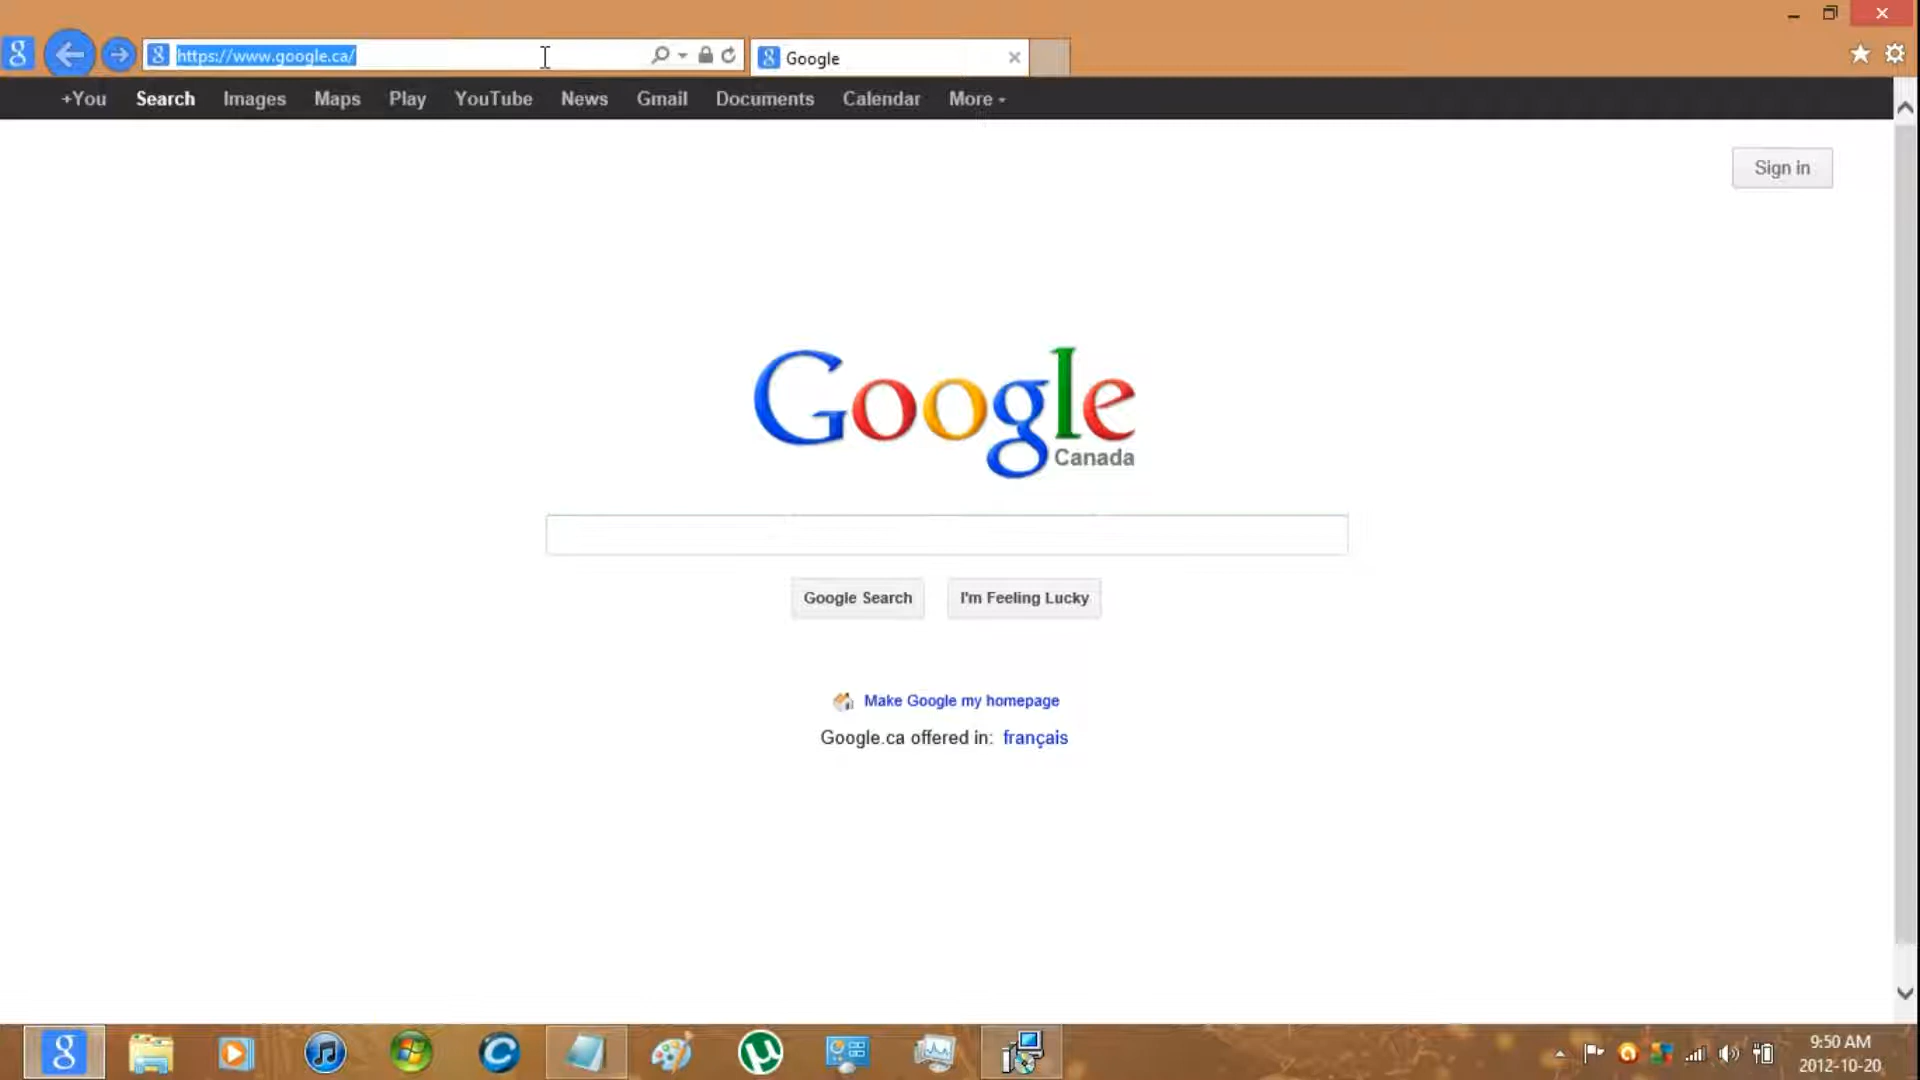 https://www.google.ca/
Google
+You Search Images Maps Play YouTube News Gmail Documents Calendar More
Sign in
Google
Canada
Google Search I'm Feeling Lucky
Make Google my homepage
Google.ca offered in: français
9:50 AM
2012-10-20